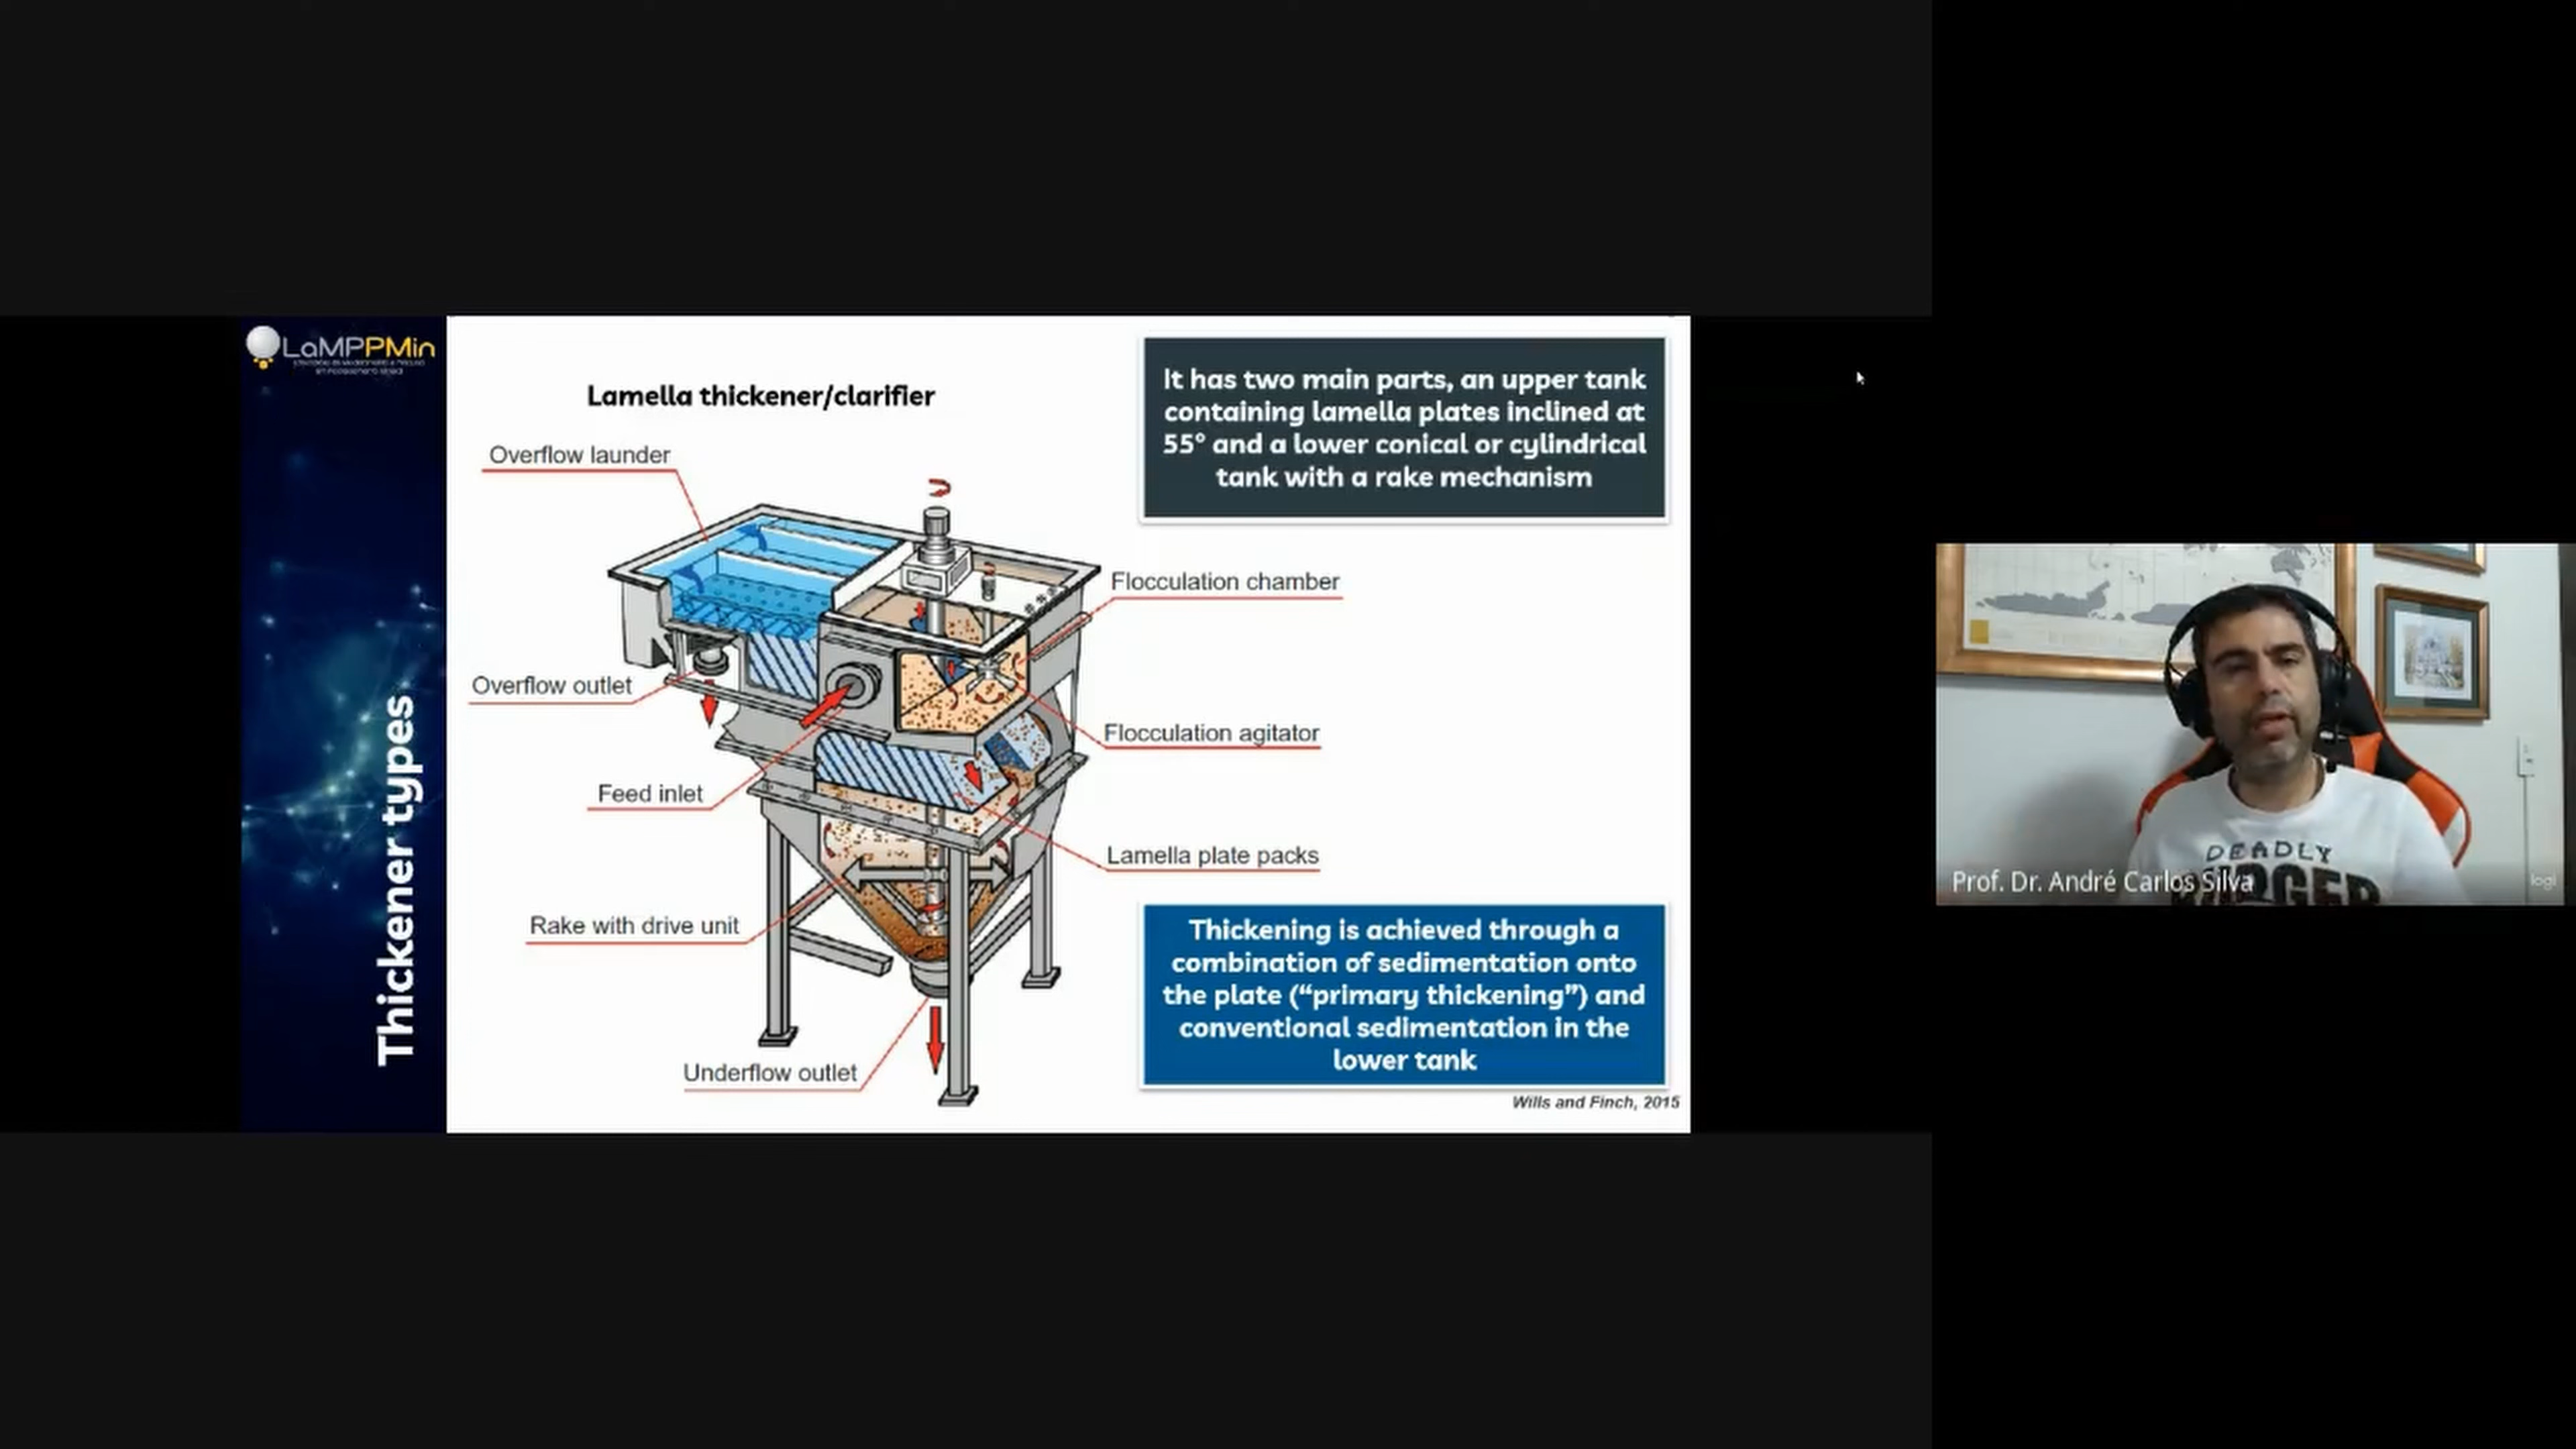 LaMPPMin
Thickener types
Lamella thickener/clarifier
Overflow launder
Overflow outlet
Feed inlet
Rake with drive unit
Underflow outlet
Flocculation chamber
Flocculation agitator
Lamella plate packs
It has two main parts, an upper tank
containing lamella plates inclined at
55° and a lower conical or cylindrical
tank with a rake mechanism
Thickening is achieved through a
combination of sedimentation onto
the plate (“primary thickening”) and
conventional sedimentation in the
lower tank
Wills and Finch, 2015
DEADLY
Prof. Dr. André Carlos Silva
logi